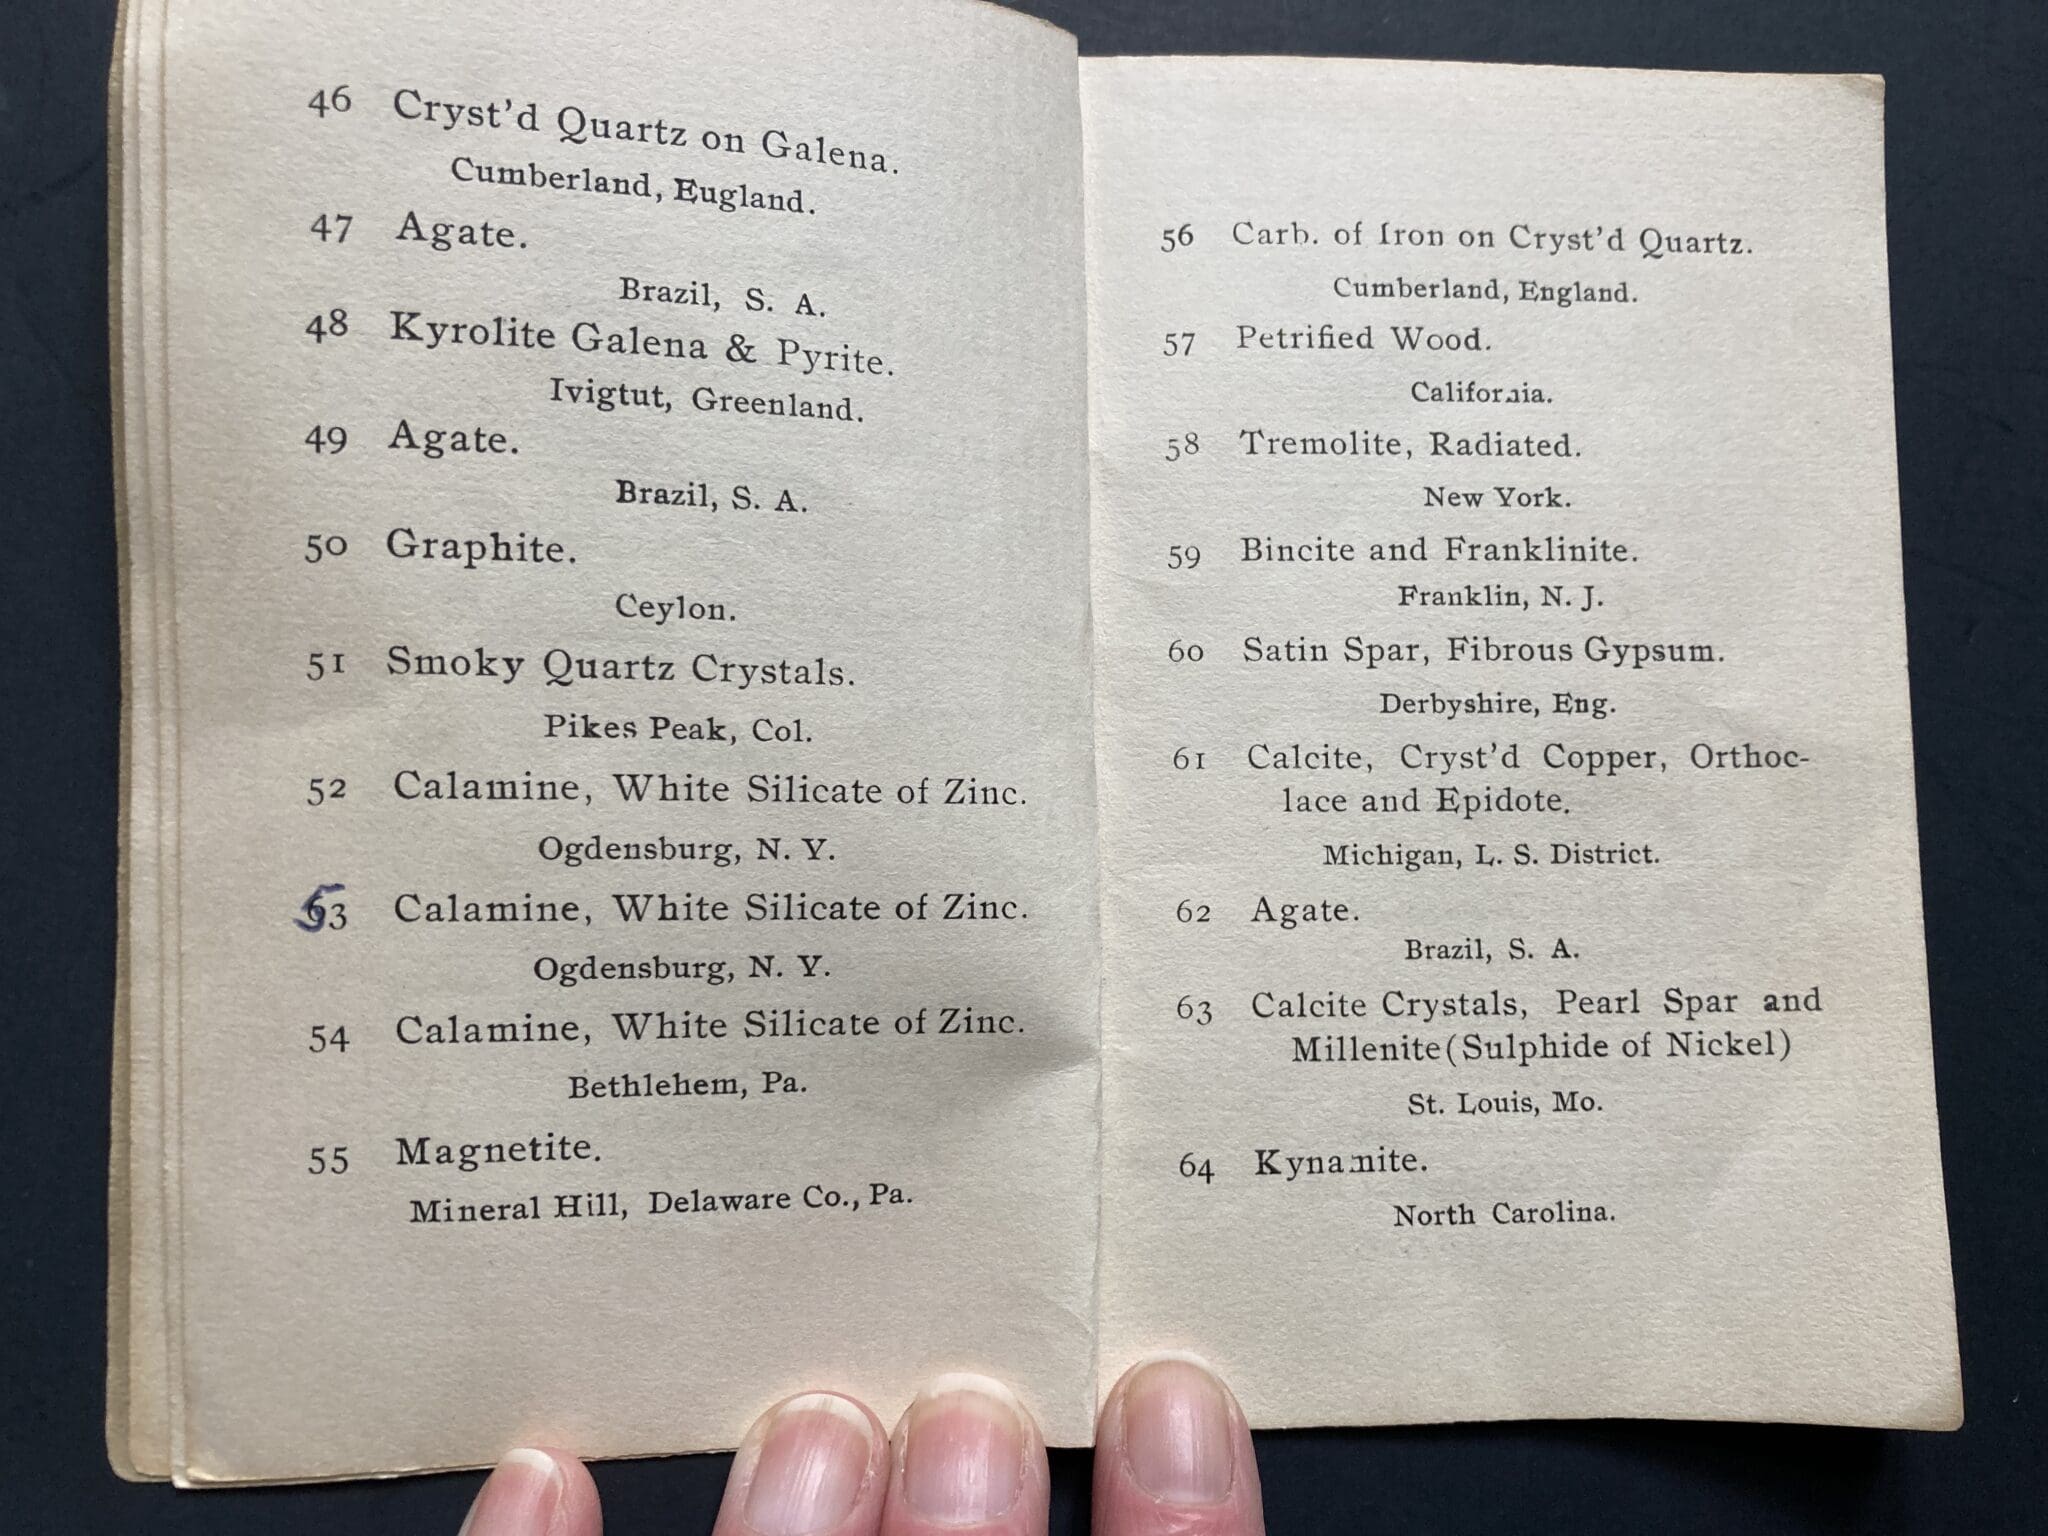 46 Cryst'd Quartz on Galena.
Cumberland, Eugland.
47 Agate.
Brazil, S. A.
48 Kyrolite Galena & Pyrite.
Ivigtut, Greenland.
49 Agate.
Brazil, S. A.
50 Graphite.
Ceylon.
51 Smoky Quartz Crystals.
Pikes Peak, Col.
52 Calamine, White Silicate of Zinc.
Ogdensburg, N. Y.
53 Calamine, White Silicate of Zinc.
Ogdensburg, N. Y.
54 Calamine, White Silicate of Zinc.
Bethlehem, Pa.
55 Magnetite.
Mineral Hill, Delaware Co., Pa.
56 Carb. of Iron on Cryst'd Quartz.
Cumberland, England.
57 Petrified Wood.
California.
58 Tremolite, Radiated.
New York.
59 Bincite and Franklinite.
Franklin, N. J.
60 Satin Spar, Fibrous Gypsum.
Derbyshire, Eng.
61 Calcite, Cryst'd Copper, Orthoc-
lace and Epidote.
Michigan, L. S. District.
62 Agate.
Brazil, S. A.
63 Calcite Crystals, Pearl Spar and
Millenite(Sulphide of Nickel)
St. Louis, Mo.
64 Kynanite.
North Carolina.